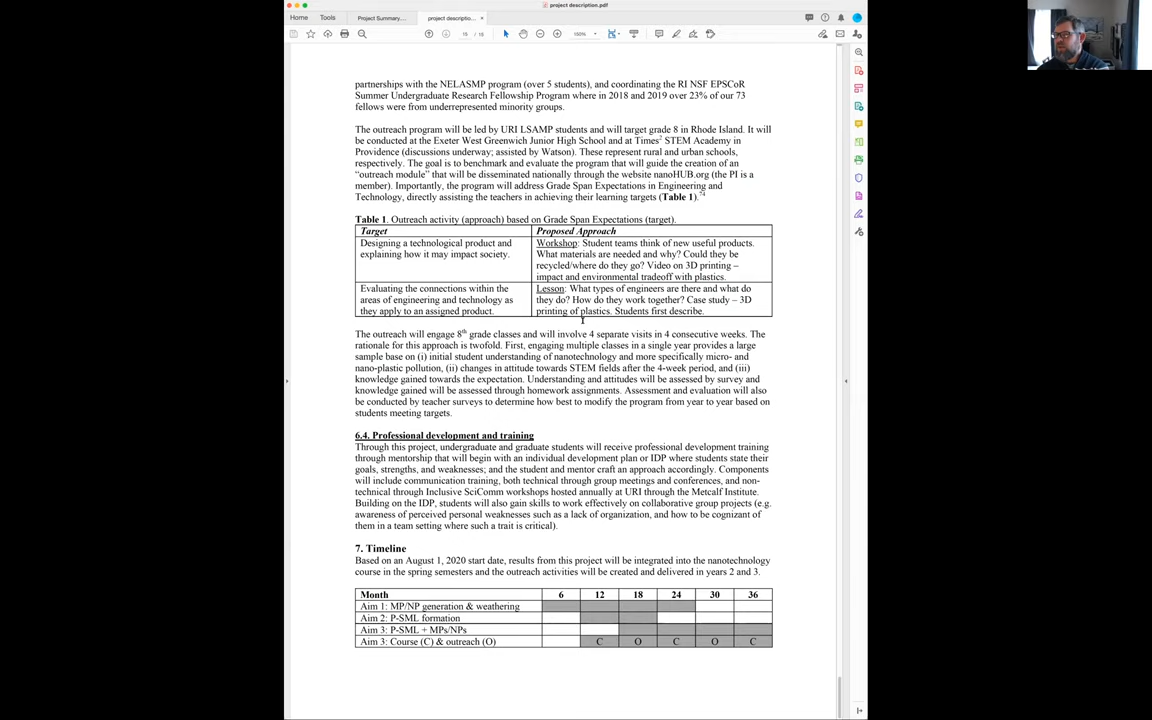 project description.pdf
Home Tools Project Summary.... project descriptio... ×
/ 18 150%
partnerships with the NELASMP program (over 5 students), and coordinating the RI NSF EPSCoR
Summer Undergraduate Research Fellowship Program where in 2018 and 2019 over 23% of our 73
fellows were from underrepresented minority groups.
The outreach program will be led by URI LSAMP students and will target grade 8 in Rhode Island. It will
be conducted at the Exeter West Greenwich Junior High School and at Times² STEM Academy in
Providence (discussions underway; assisted by Watson). These represent rural and urban schools,
respectively. The goal is to benchmark and evaluate the program that will guide the creation of an
“outreach module” that will be disseminated nationally through the website nanoHUB.org (the PI is a
member). Importantly, the program will address Grade Span Expectations in Engineering and
Technology, directly assisting the teachers in achieving their learning targets (Table 1).⁷⁴
Table 1. Outreach activity (approach) based on Grade Span Expectations (target).
Target Proposed Approach
Designing a technological product and
explaining how it may impact society.
Workshop: Student teams think of new useful products.
What materials are needed and why? Could they be
recycled/where do they go? Video on 3D printing –
impact and environmental tradeoff with plastics.
Evaluating the connections within the
areas of engineering and technology as
they apply to an assigned product.
Lesson: What types of engineers are there and what do
they do? How do they work together? Case study – 3D
printing of plastics. Students first describe.
The outreach will engage 8th grade classes and will involve 4 separate visits in 4 consecutive weeks. The
rationale for this approach is twofold. First, engaging multiple classes in a single year provides a large
sample base on (i) initial student understanding of nanotechnology and more specifically micro- and
nano-plastic pollution, (ii) changes in attitude towards STEM fields after the 4-week period, and (iii)
knowledge gained towards the expectation. Understanding and attitudes will be assessed by survey and
knowledge gained will be assessed through homework assignments. Assessment and evaluation will also
be conducted by teacher surveys to determine how best to modify the program from year to year based on
students meeting targets.
6.4. Professional development and training
Through this project, undergraduate and graduate students will receive professional development training
through mentorship that will begin with an individual development plan or IDP where students state their
goals, strengths, and weaknesses; and the student and mentor craft an approach accordingly. Components
will include communication training, both technical through group meetings and conferences, and non-
technical through Inclusive SciComm workshops hosted annually at URI through the Metcalf Institute.
Building on the IDP, students will also gain skills to work effectively on collaborative group projects (e.g.
awareness of perceived personal weaknesses such as a lack of organization, and how to be cognizant of
them in a team setting where such a trait is critical).
7. Timeline
Based on an August 1, 2020 start date, results from this project will be integrated into the nanotechnology
course in the spring semesters and the outreach activities will be created and delivered in years 2 and 3.
Month 6 12 18 24 30 36
Aim 1: MP/NP generation & weathering
Aim 2: P-SML formation
Aim 3: P-SML + MPs/NPs
Aim 3: Course (C) & outreach (O) C O C O C